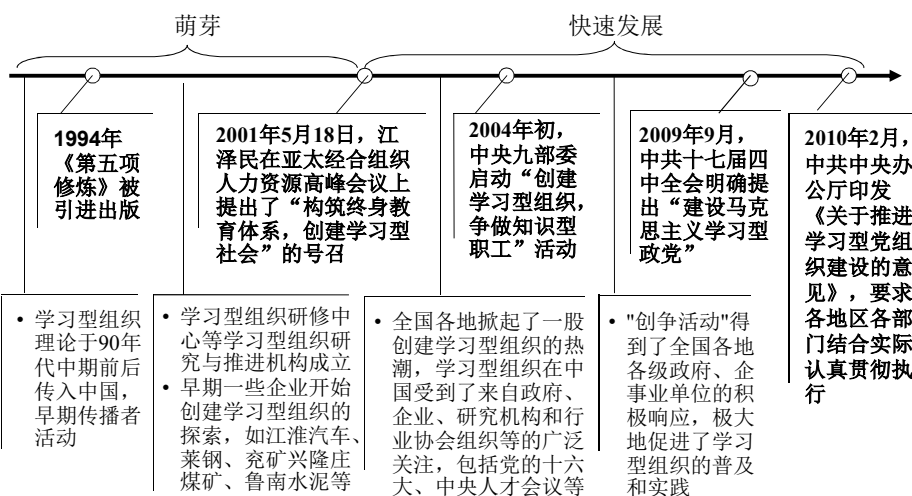 萌芽
快速发展
1994年
《第五项
修炼》被
引进出版
2001年5月18日，江
泽民在亚太经合组织
人力资源高峰会议上
提出了“构筑终身教
育体系，创建学习型
社会”的号召
2004年初，
中央九部委
启动“创建
学习型组织，
争做知识型
职工”活动
2009年9月，
中共十七届四
中全会明确提
出“建设马克
思主义学习型
政党”
2010年2月，
中共中央办
公厅印发
《关于推进
学习型党组
织建设的意
见》，要求
各地区各部
门结合实际
认真贯彻执
行
• 学习型组织
理论于90年
代中期前后
传入中国，
早期传播者
活动
• 学习型组织研修中
心等学习型组织研
究与推进机构成立
• 早期一些企业开始
创建学习型组织的
探索，如江淮汽车、
莱钢、兖矿兴隆庄
煤矿、鲁南水泥等
• 全国各地掀起了一股
创建学习型组织的热
潮，学习型组织在中
国受到了来自政府、
企业、研究机构和行
业协会组织等的广泛
关注，包括党的十六
大、中央人才会议等
• "创争活动"得
到了全国各地
各级政府、企
事业单位的积
极响应，极大
地促进了学习
型组织的普及
和实践